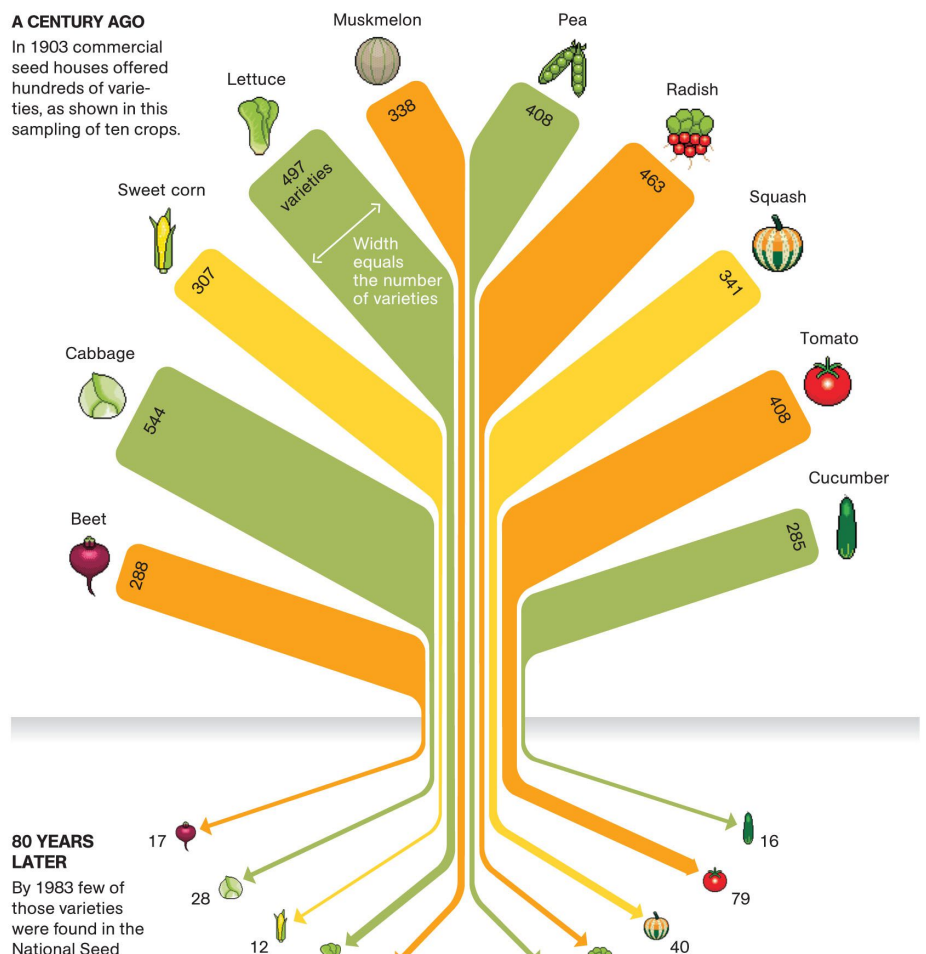 A CENTURY AGO
In 1903 commercial
seed houses offered
hundreds of varie-
ties, as shown in this
sampling of ten crops.
Muskmelon
338
Pea
408
Lettuce
497
varieties
Radish
463
Width
equals
the number
of varieties
Sweet corn
307
Squash
341
Cabbage
544
Tomato
408
Beet
288
Cucumber
285
80 YEARS
LATER
By 1983 few of
those varieties
were found in the
National Seed
17
28
12
16
79
40